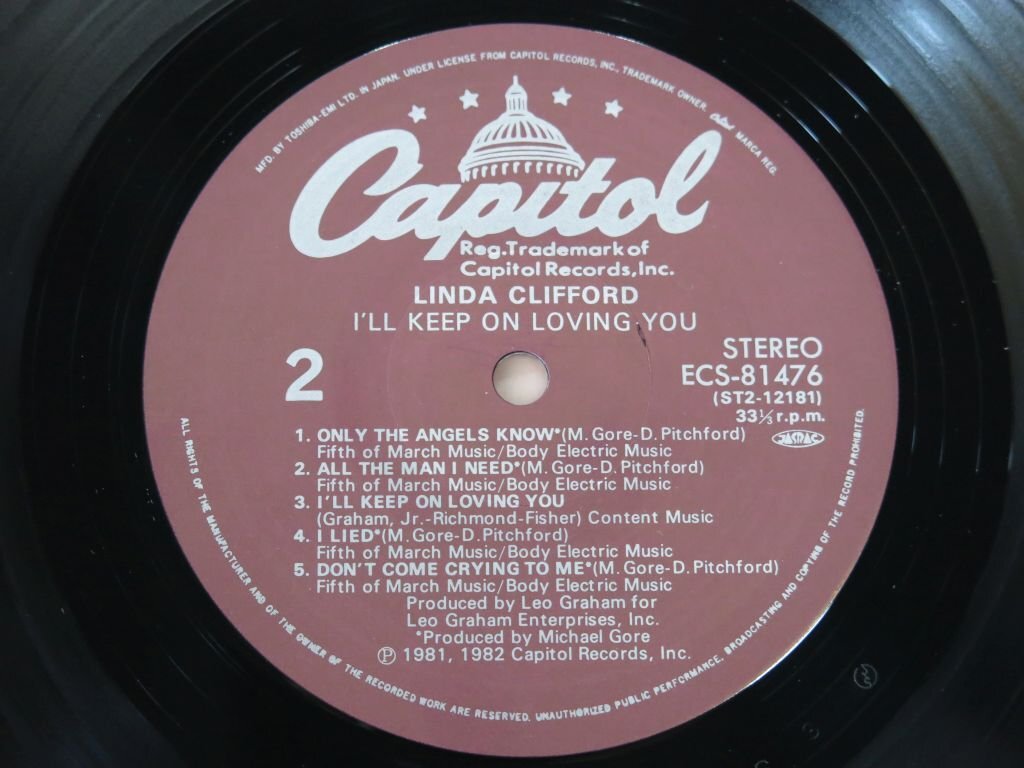 MFD. BY TOSHIBA-EMI LTD. IN JAPAN. UNDER LICENSE FROM CAPITOL RECORDS, INC., TRADEMARK OWNER. Capitol MARCA REG.
Capitol
Reg.Trademark of
Capitol Records,Inc.
LINDA CLIFFORD
I'LL KEEP ON LOVING YOU
2
STEREO
ECS-81476
(ST2-12181)
33⅓ r.p.m.
JASRAC
1. ONLY THE ANGELS KNOW*(M. Gore-D. Pitchford)
Fifth of March Music/Body Electric Music
2. ALL THE MAN I NEED*(M. Gore-D. Pitchford)
Fifth of March Music/Body Electric Music
3. I'LL KEEP ON LOVING YOU
(Graham, Jr.-Richmond-Fisher) Content Music
4. I LIED*(M. Gore-D. Pitchford)
Fifth of March Music/Body Electric Music
5. DON'T COME CRYING TO ME*(M. Gore-D. Pitchford)
Fifth of March Music/Body Electric Music
Produced by Leo Graham for
Leo Graham Enterprises, Inc.
*Produced by Michael Gore
Ⓟ 1981, 1982 Capitol Records, Inc.
ALL RIGHTS OF THE MANUFACTURER AND OF THE OWNER OF THE RECORDED WORK ARE RESERVED. UNAUTHORIZED PUBLIC PERFORMANCE, BROADCASTING AND COPYING OF THE RECORD PROHIBITED.